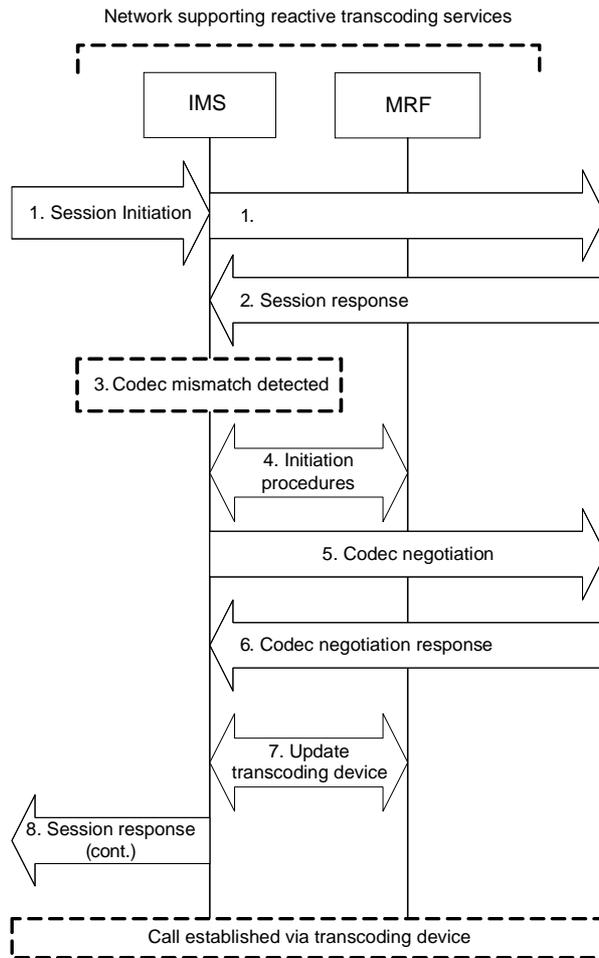 Network supporting reactive transcoding services
IMS
MRF
1. Session Initiation
1.
2. Session response
3. Codec mismatch detected
4. Initiation
procedures
5. Codec negotiation
6. Codec negotiation response
7. Update
transcoding device
8. Session response
(cont.)
Call established via transcoding device